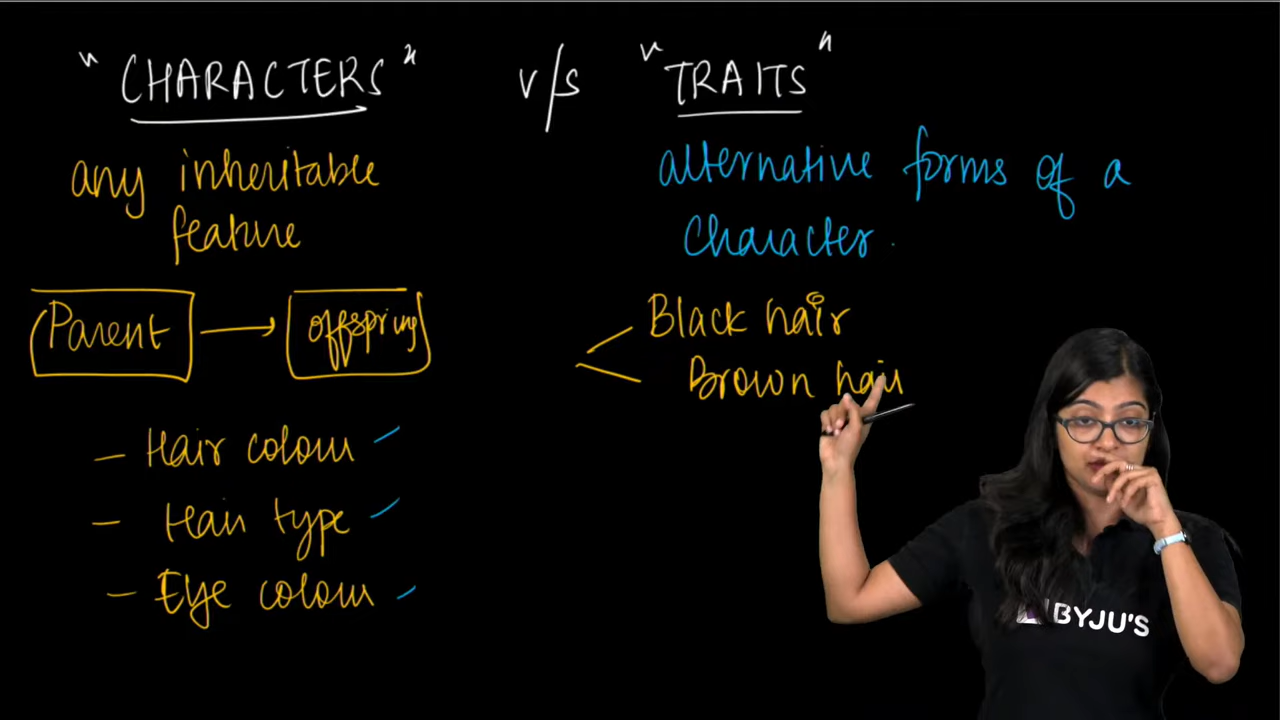 "CHARACTERS" v/s "TRAITS"
any inheritable
feature
Parent → offspring
– Hair colour
– Hair type
– Eye colour
alternative forms of a
character.
Black hair
Brown hair
BYJU'S